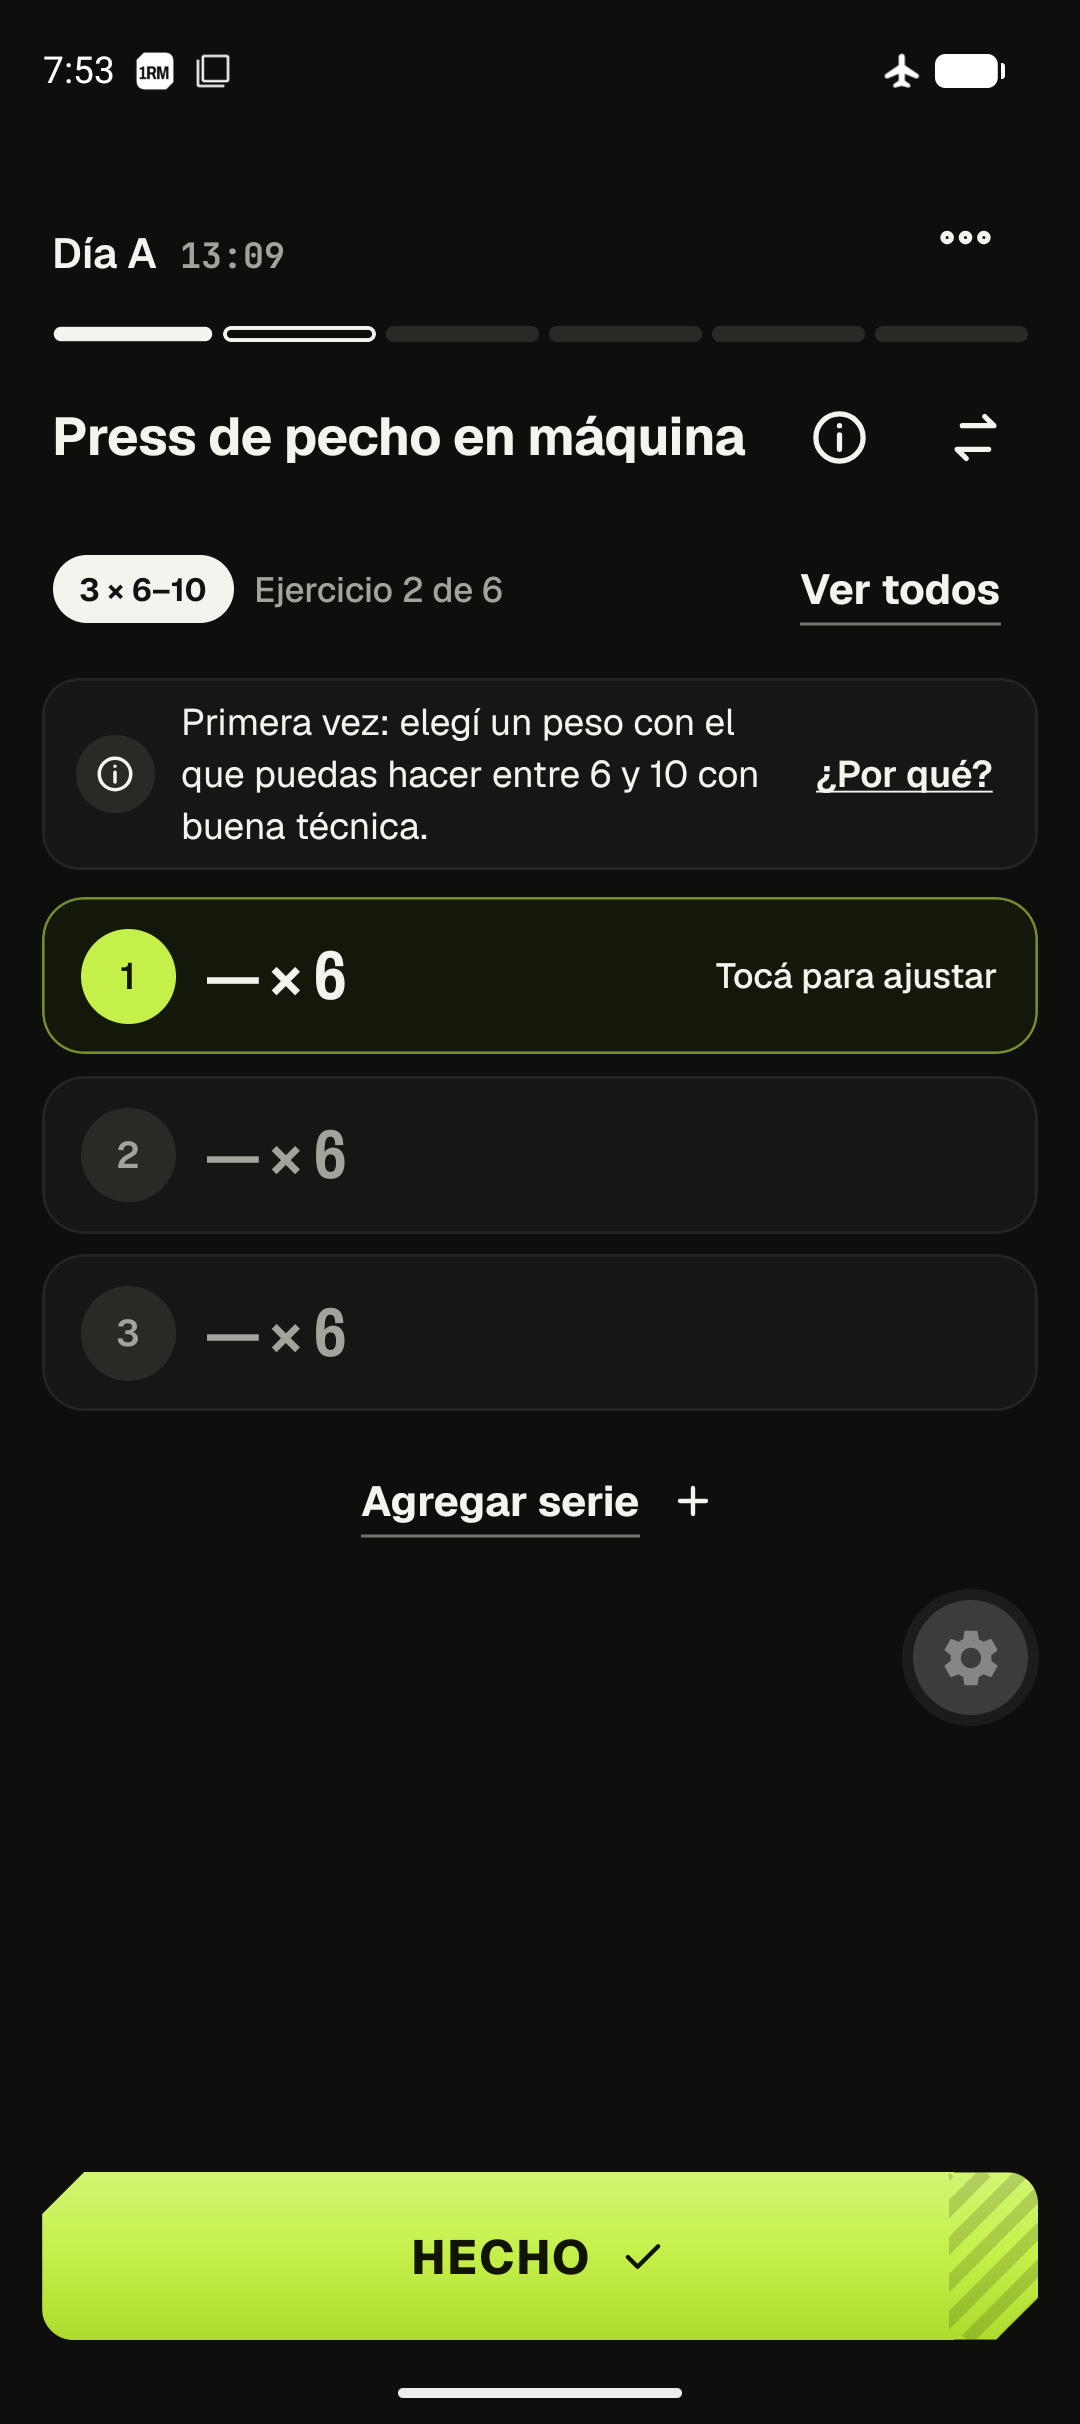 7:53 1RM
Día A 13:09
Press de pecho en máquina
3 × 6–10 Ejercicio 2 de 6 Ver todos
Primera vez: elegí un peso con el
que puedas hacer entre 6 y 10 con
buena técnica.
¿Por qué?
1 — × 6 Tocá para ajustar
2 — × 6
3 — × 6
Agregar serie +
HECHO